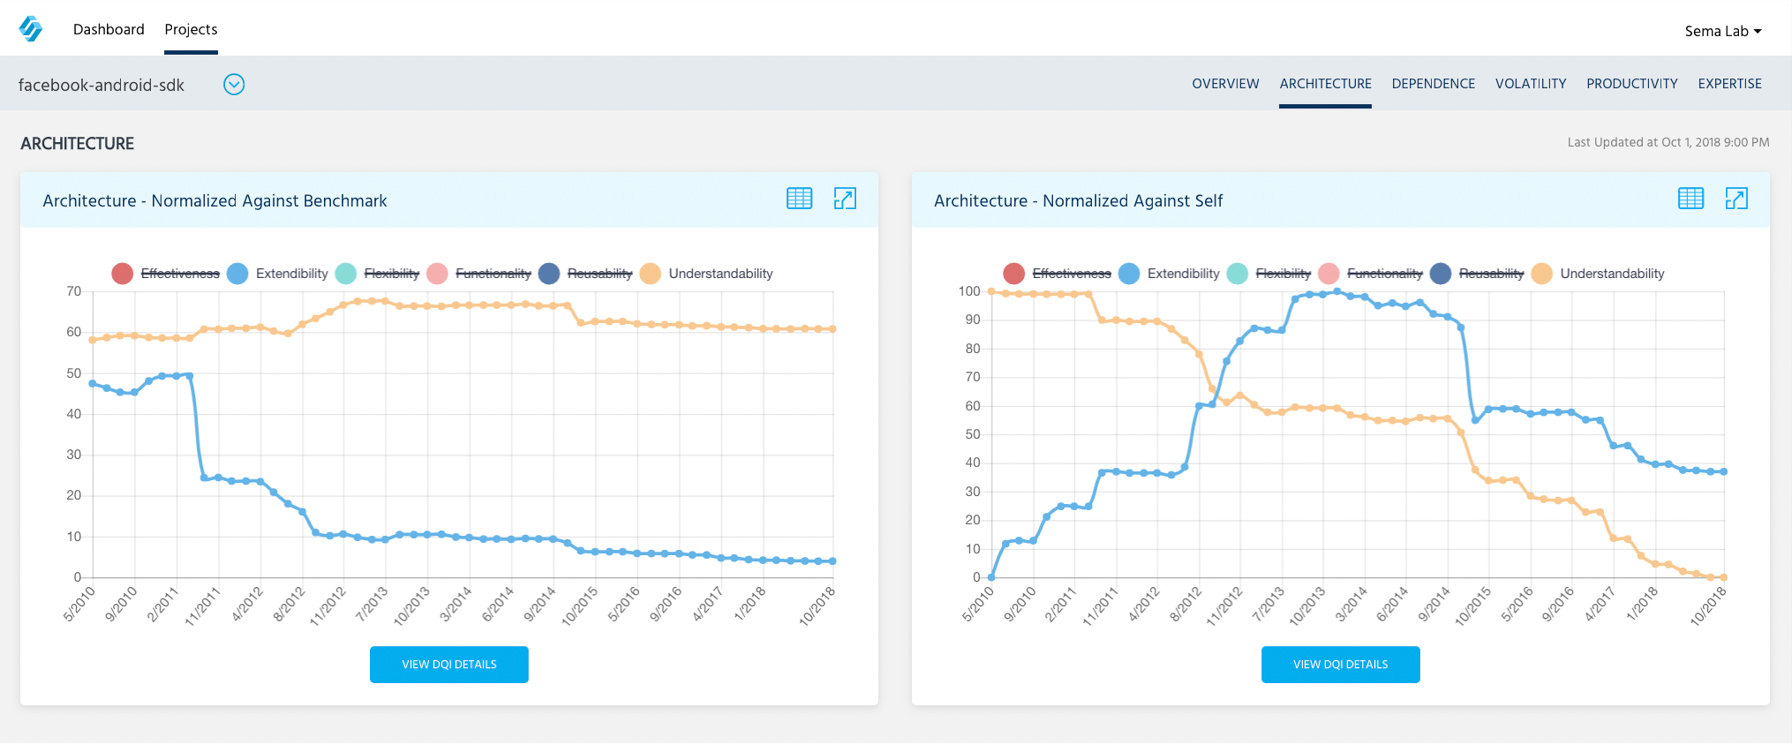 Dashboard Projects Sema Lab
facebook-android-sdk OVERVIEW ARCHITECTURE DEPENDENCE VOLATILITY PRODUCTIVITY EXPERTISE
ARCHITECTURE Last Updated at Oct 1, 2018 9:00 PM
Architecture - Normalized Against Benchmark
Effectiveness Extendibility Flexibility Functionality Reusability Understandability
70
60
50
40
30
20
10
0
5/2010 9/2010 2/2011 11/2011 4/2012 8/2012 11/2012 7/2013 10/2013 3/2014 6/2014 9/2014 10/2015 5/2016 9/2016 4/2017 1/2018 10/2018
VIEW DQI DETAILS
Architecture - Normalized Against Self
Effectiveness Extendibility Flexibility Functionality Reusability Understandability
100
90
80
70
60
50
40
30
20
10
0
5/2010 9/2010 2/2011 11/2011 4/2012 8/2012 11/2012 7/2013 10/2013 3/2014 6/2014 9/2014 10/2015 5/2016 9/2016 4/2017 1/2018 10/2018
VIEW DQI DETAILS